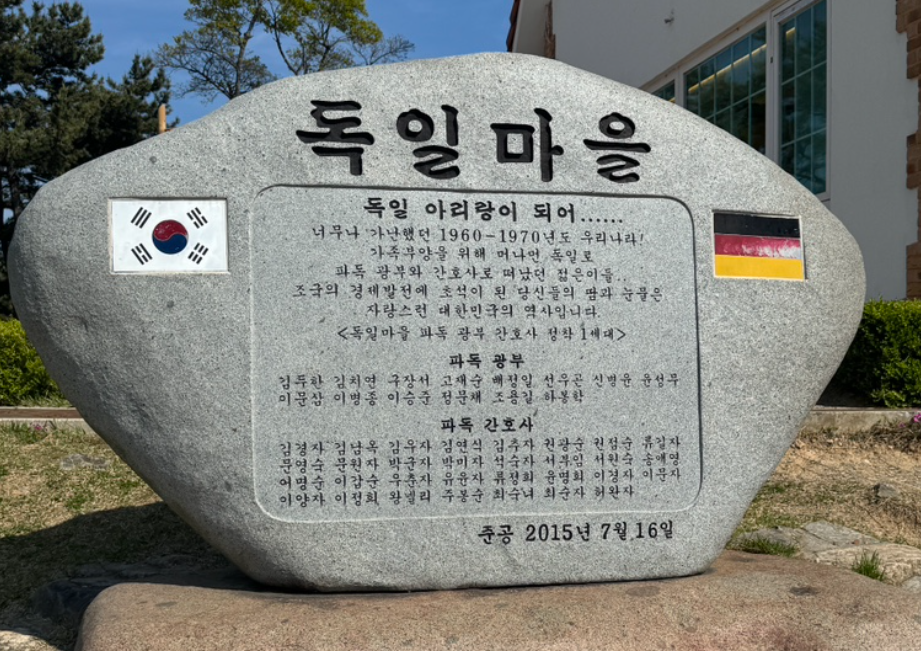 독일마을
독일 아리랑이 되어......
너무나 가난했던 1960-1970년도 우리나라!
가족부양을 위해 머나먼 독일로
파독 광부와 간호사로 떠났던 젊은이들..
조국의 경제발전에 초석이 된 당신들의 땀과 눈물은
자랑스런 대한민국의 역사입니다.
<독일마을 파독 광부 간호사 정착 1세대>
파독 광부
김두한 김치연 구장서 고재순 배정일 선우곤 신병윤 윤성무
이문삼 이병종 이승준 정문채 조용길 하봉학
파독 간호사
김경자 김남옥 김우자 김연식 김추자 원광순 원점순 류길자
문영숙 문원자 박군자 박미자 석숙자 서부임 서원숙 송애영
어명순 이갑순 우춘자 유윤자 류정희 윤명희 이경자 이문자
이양자 이정희 왕넬리 주봉순 최순녀 최순자 허완자
준공 2015년 7월 16일